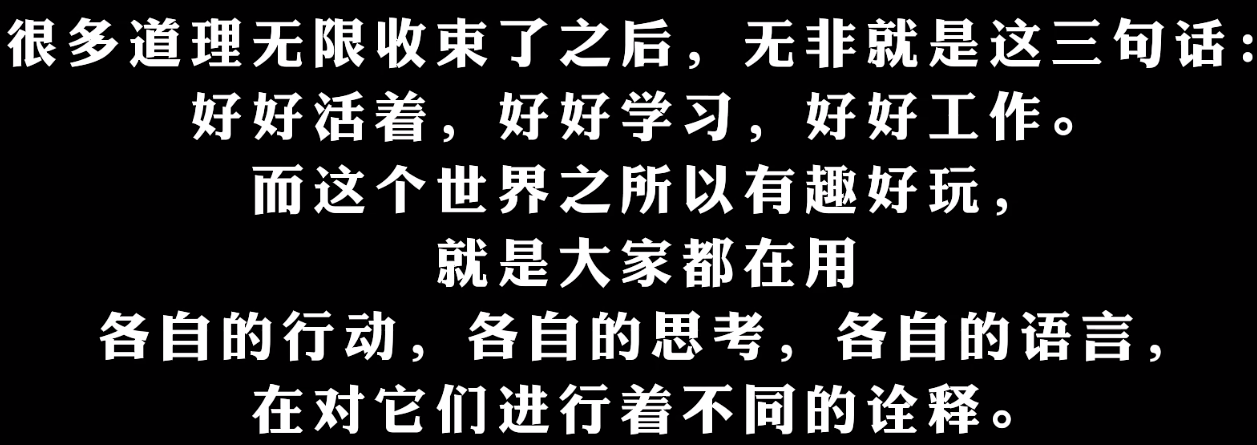 很多道理无限收束了之后，无非就是这三句话：
好好活着，好好学习，好好工作。
而这个世界之所以有趣好玩，
就是大家都在用
各自的行动，各自的思考，各自的语言，
在对它们进行着不同的诠释。